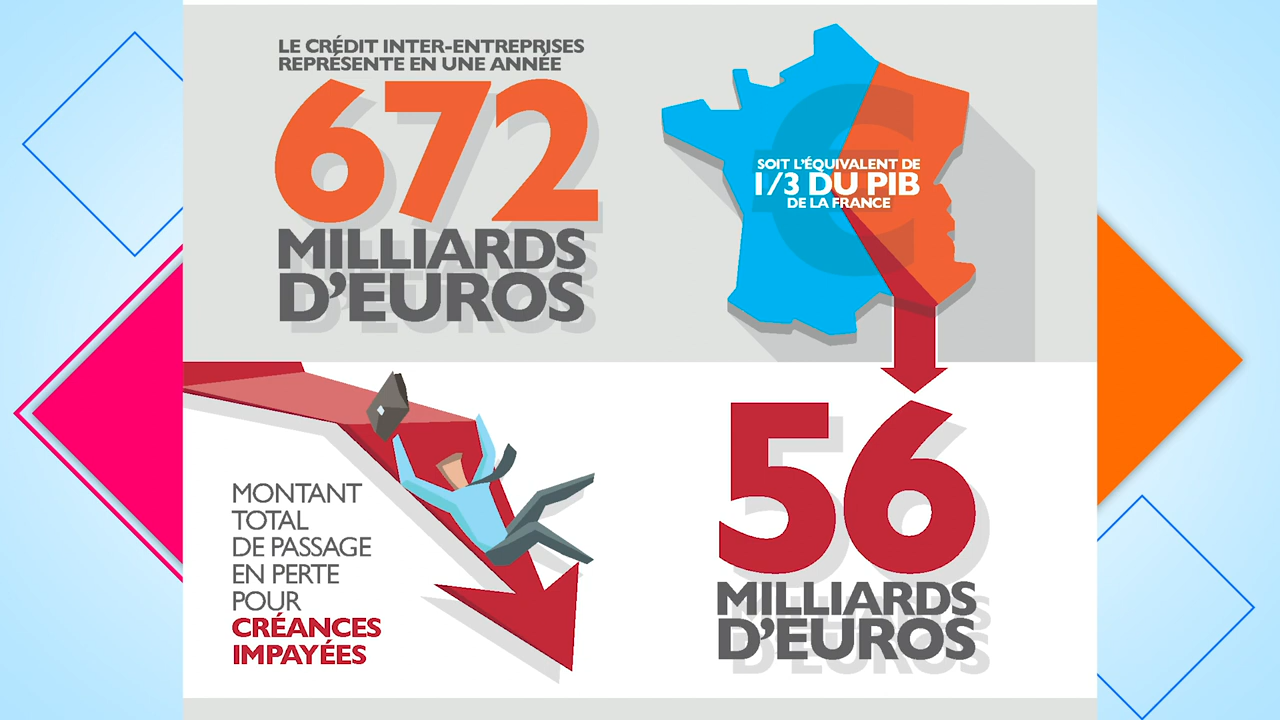 LE CRÉDIT INTER-ENTREPRISES
REPRÉSENTE EN UNE ANNÉE
672
MILLIARDS
D'EUROS
SOIT L'ÉQUIVALENT DE
1/3 DU PIB
DE LA FRANCE
MONTANT
TOTAL
DE PASSAGE
EN PERTE
POUR
CRÉANCES
IMPAYÉES
56
MILLIARDS
D'EUROS